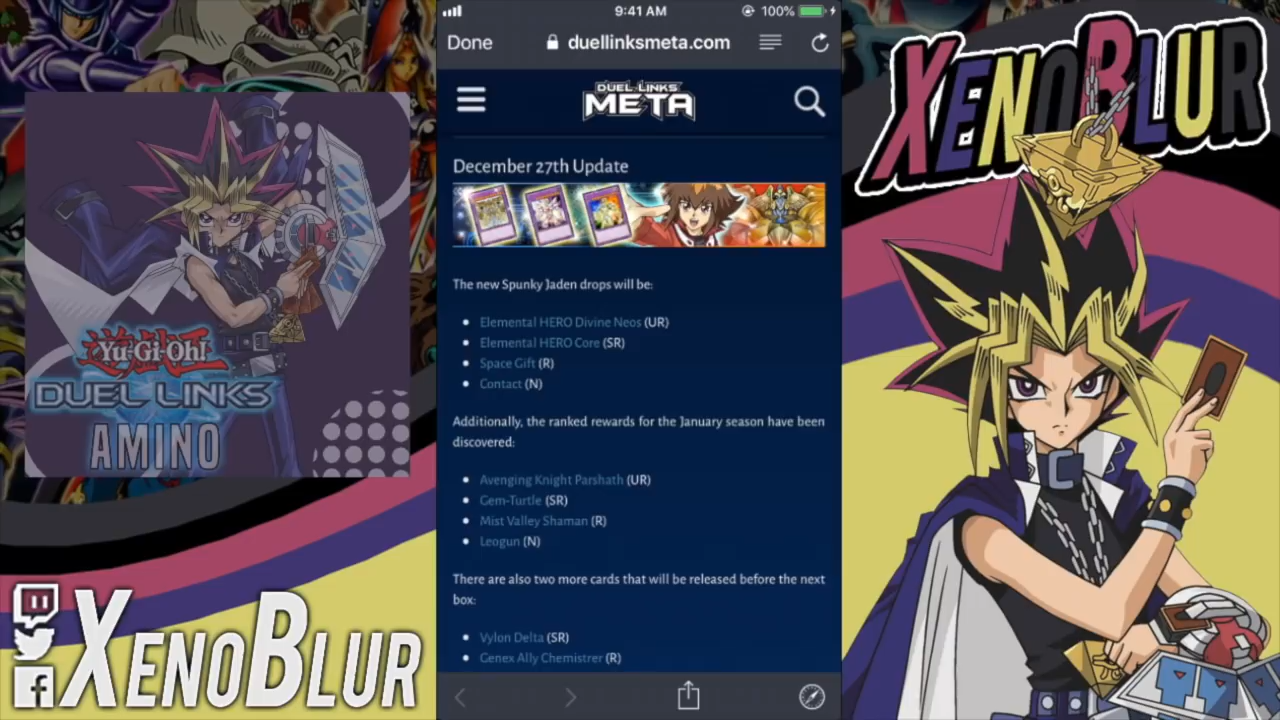 9:41 AM
100%
Done
duellinksmeta.com
DUEL LINKS
META
December 27th Update
The new Spunky Jaden drops will be:
Elemental HERO Divine Neos (UR)
Elemental HERO Core (SR)
Space Gift (R)
Contact (N)
Additionally, the ranked rewards for the January season have been
discovered:
Avenging Knight Parshath (UR)
Gem-Turtle (SR)
Mist Valley Shaman (R)
Leogun (N)
There are also two more cards that will be released before the next
box:
Vylon Delta (SR)
Genex Ally Chemistrer (R)
Yu-Gi-Oh!
DUEL LINKS
AMINO
XENOBLUR
XENOBLUR